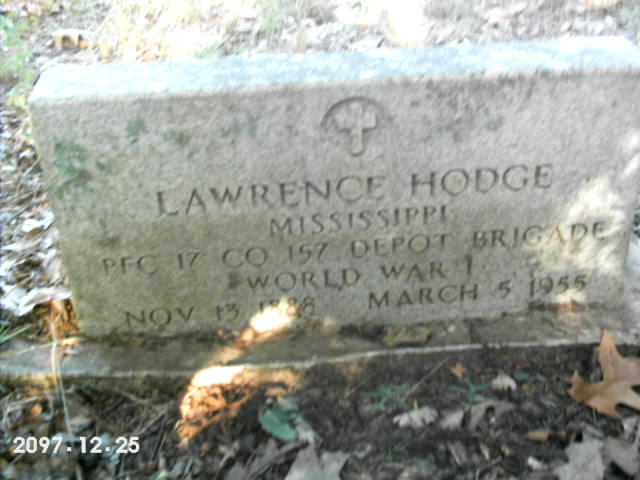 LAWRENCE HODGE
MISSISSIPPI
PFC 17 CO 157 DEPOT BRIGADE
WORLD WAR I
NOV 13 1888 MARCH 5 1955
2097.12.25